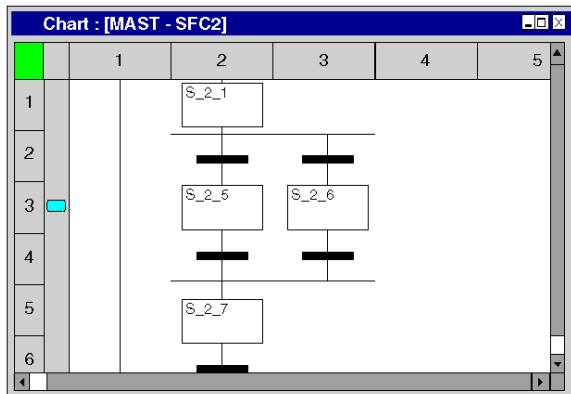 Chart : [MAST - SFC2]
1 2 3 4 5
1 S_2_1
2
3 S_2_5 S_2_6
4
5 S_2_7
6